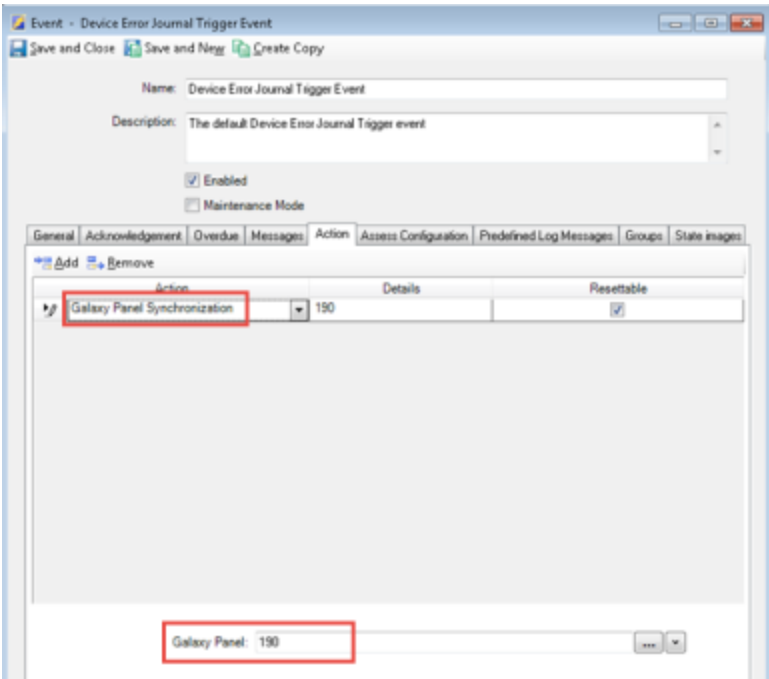 Event - Device Error Journal Trigger Event
Save and Close Save and New Create Copy
Name: Device Error Journal Trigger Event
Description: The default Device Error Journal Trigger event
Enabled
Maintenance Mode
General Acknowledgement Overdue Messages Action Assess Configuration Predefined Log Messages Groups State images
Add Remove
Action Details Resettable
Galaxy Panel Synchronization 190
Galaxy Panel: 190 ...